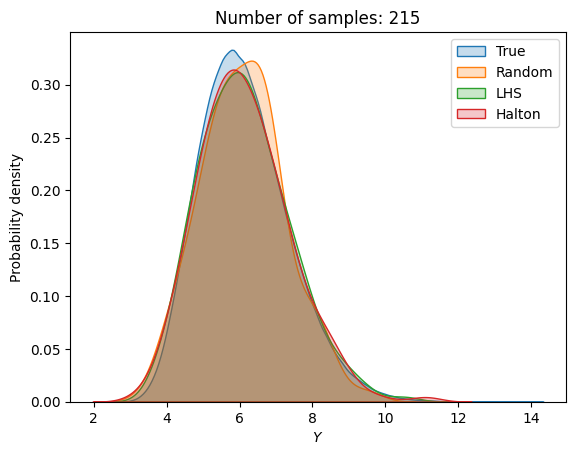 Number of samples: 215
True
Random
LHS
Halton
Probability density
0.30
0.25
0.20
0.15
0.10
0.05
0.00
2 4 6 8 10 12 14
Y